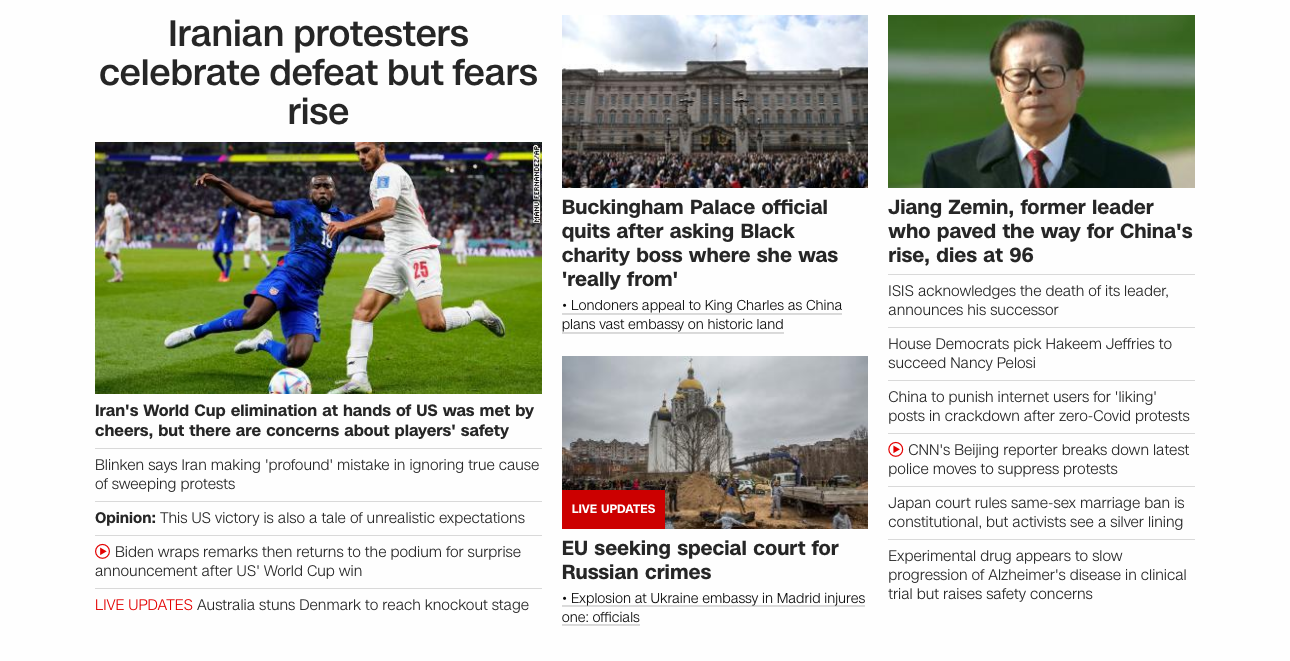 Iranian protesters
celebrate defeat but fears
rise
MANU FERNANDEZ/AP
16
25
Iran's World Cup elimination at hands of US was met by
cheers, but there are concerns about players' safety
Blinken says Iran making 'profound' mistake in ignoring true cause
of sweeping protests
Opinion: This US victory is also a tale of unrealistic expectations
Biden wraps remarks then returns to the podium for surprise
announcement after US' World Cup win
LIVE UPDATES Australia stuns Denmark to reach knockout stage
Buckingham Palace official
quits after asking Black
charity boss where she was
'really from'
• Londoners appeal to King Charles as China
plans vast embassy on historic land
LIVE UPDATES
EU seeking special court for
Russian crimes
• Explosion at Ukraine embassy in Madrid injures
one: officials
Jiang Zemin, former leader
who paved the way for China's
rise, dies at 96
ISIS acknowledges the death of its leader,
announces his successor
House Democrats pick Hakeem Jeffries to
succeed Nancy Pelosi
China to punish internet users for 'liking'
posts in crackdown after zero-Covid protests
CNN's Beijing reporter breaks down latest
police moves to suppress protests
Japan court rules same-sex marriage ban is
constitutional, but activists see a silver lining
Experimental drug appears to slow
progression of Alzheimer's disease in clinical
trial but raises safety concerns